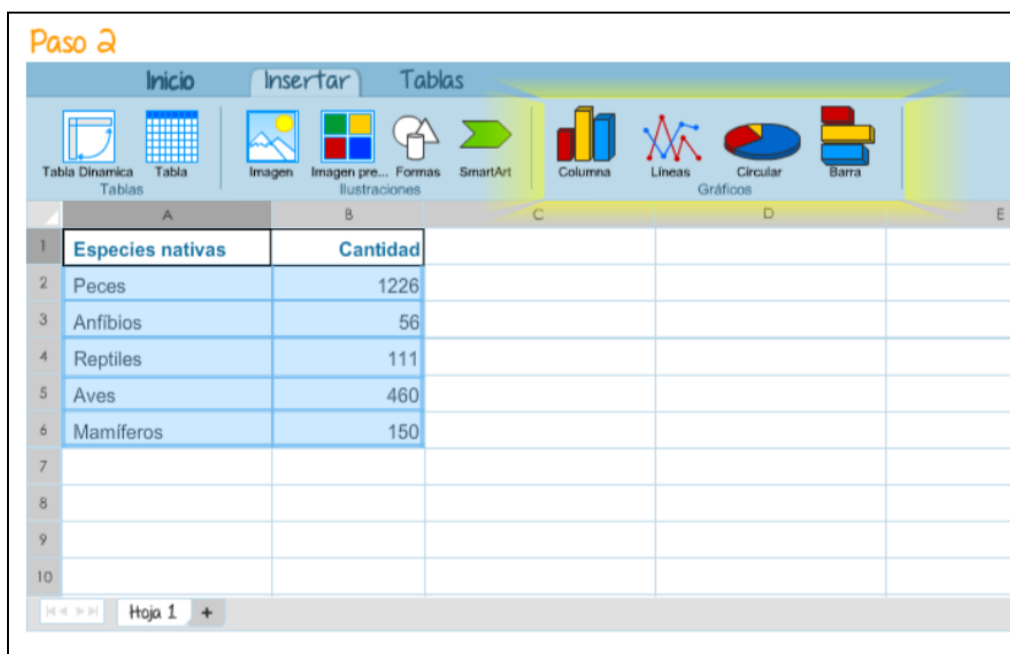 Paso 2
Inicio Insertar Tablas
Tabla Dinamica Tabla Imagen Imagen pre... Formas SmartArt Columna Líneas Circular Barra
Tablas Ilustraciones Gráficos
A B C D E
1 Especies nativas Cantidad
2 Peces 1226
3 Anfíbios 56
4 Reptiles 111
5 Aves 460
6 Mamíferos 150
7
8
9
10
Hoja 1 +